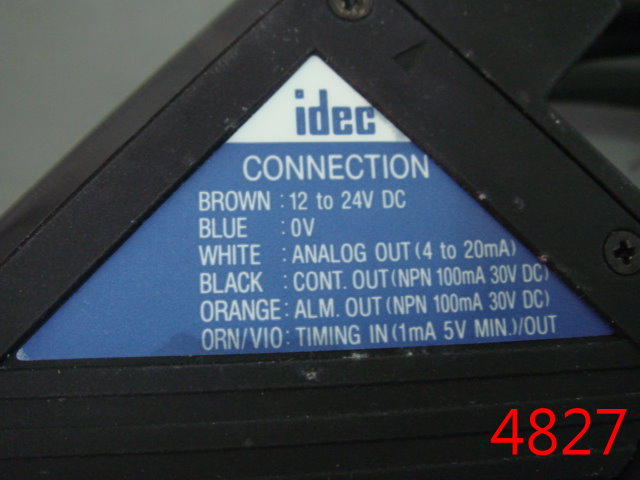 idec
CONNECTION
BROWN : 12 to 24V DC
BLUE : 0V
WHITE : ANALOG OUT (4 to 20mA)
BLACK : CONT. OUT (NPN 100mA 30V DC)
ORANGE: ALM. OUT (NPN 100mA 30V DC)
ORN/VIO: TIMING IN (1mA 5V MIN.)/OUT
4827